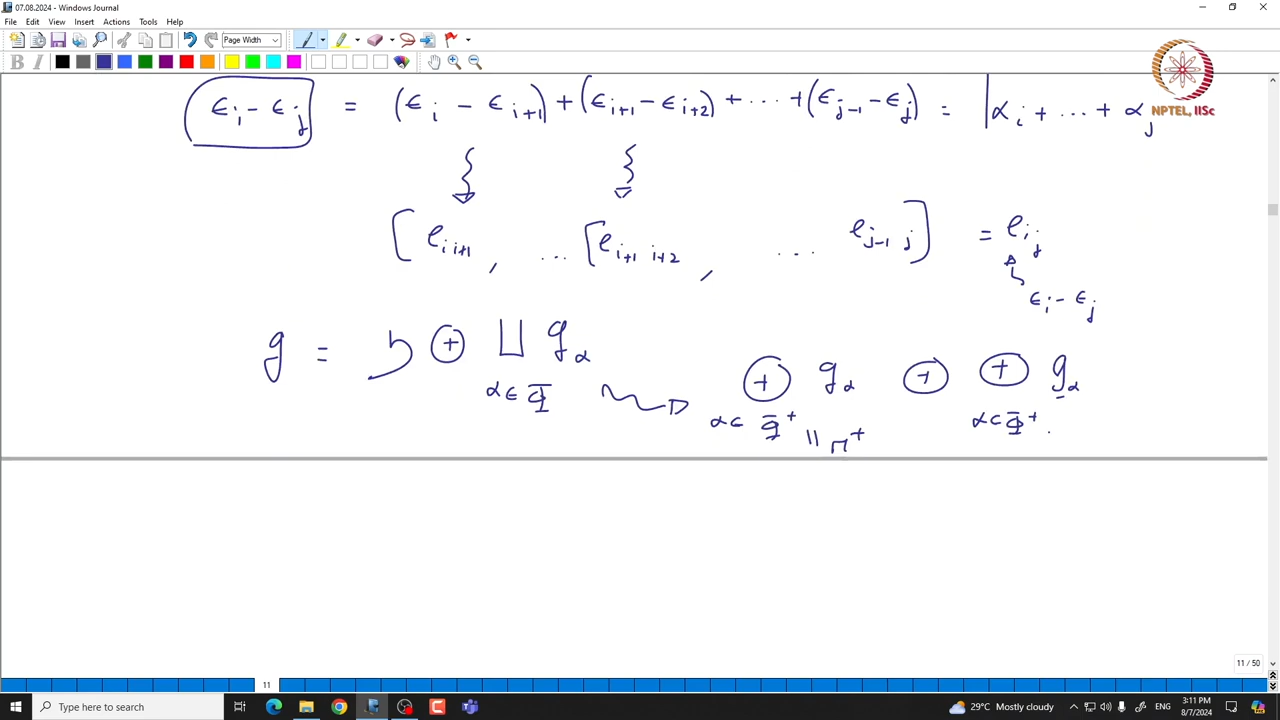 07.08.2024 - Windows Journal
File Edit View Insert Actions Tools Help
Page Width
B I
NPTEL, IISc
ϵ_i - ϵ_j = (ϵ_i - ϵ_{i+1}) + (ϵ_{i+1} - ϵ_{i+2}) + ... + (ϵ_{j-1} - ϵ_j) = α_i + ... + α_j
[e_{i i+1}, ... [e_{i+1 i+2}, ... e_{j-1 j}] = e_{ij}
ϵ_i - ϵ_j
g = h ⊕ ∐ g_α ⊕ g_α ⊕ ⊕ g_α
α∈Φ α∈Φ^+ α∈Φ^+
|| n^+
11 / 50
11
Type here to search
29°C Mostly cloudy
ENG
3:11 PM
8/7/2024